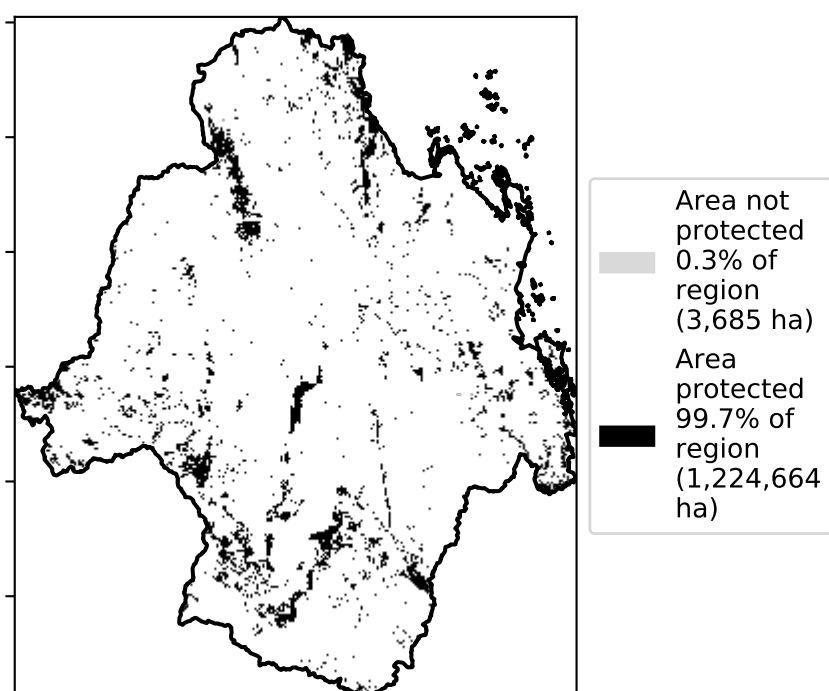 Area not
protected
0.3% of
region
(3,685 ha)
Area
protected
99.7% of
region
(1,224,664
ha)